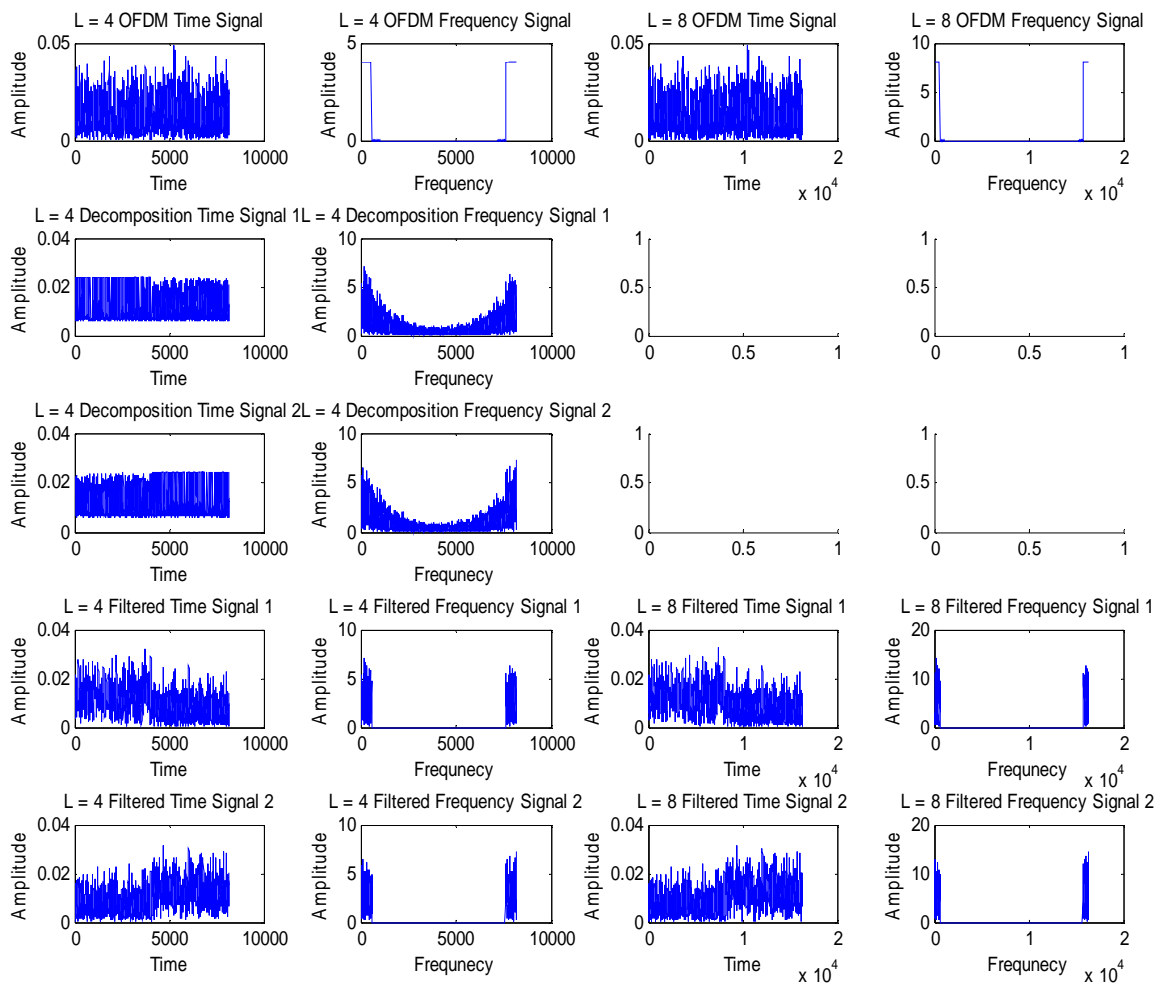 L = 4 OFDM Time Signal
0.05
0
Amplitude
0 5000 10000
Time
L = 4 OFDM Frequency Signal
5
0
Amplitude
0 5000 10000
Frequency
L = 8 OFDM Time Signal
0.05
0
Amplitude
0 1 2
Time
x 10^4
L = 8 OFDM Frequency Signal
10
5
0
Amplitude
0 1 2
Frequency
x 10^4
L = 4 Decomposition Time Signal 1
0.04
0.02
0
Amplitude
0 5000 10000
Time
L = 4 Decomposition Frequency Signal 1
10
5
0
Amplitude
0 5000 10000
Frequnecy
1
0.5
0
0 0.5 1
1
0.5
0
0 0.5 1
L = 4 Decomposition Time Signal 2
0.04
0.02
0
Amplitude
0 5000 10000
Time
L = 4 Decomposition Frequency Signal 2
10
5
0
Amplitude
0 5000 10000
Frequnecy
1
0.5
0
0 0.5 1
1
0.5
0
0 0.5 1
L = 4 Filtered Time Signal 1
0.04
0.02
0
Amplitude
0 5000 10000
Time
L = 4 Filtered Frequency Signal 1
10
5
0
Amplitude
0 5000 10000
Frequnecy
L = 8 Filtered Time Signal 1
0.04
0.02
0
Amplitude
0 1 2
Time
x 10^4
L = 8 Filtered Frequency Signal 1
20
10
0
Amplitude
0 1 2
Frequnecy
x 10^4
L = 4 Filtered Time Signal 2
0.04
0.02
0
Amplitude
0 5000 10000
Time
L = 4 Filtered Frequency Signal 2
10
5
0
Amplitude
0 5000 10000
Frequnecy
L = 8 Filtered Time Signal 2
0.04
0.02
0
Amplitude
0 1 2
Time
x 10^4
L = 8 Filtered Frequency Signal 2
20
10
0
Amplitude
0 1 2
Frequnecy
x 10^4